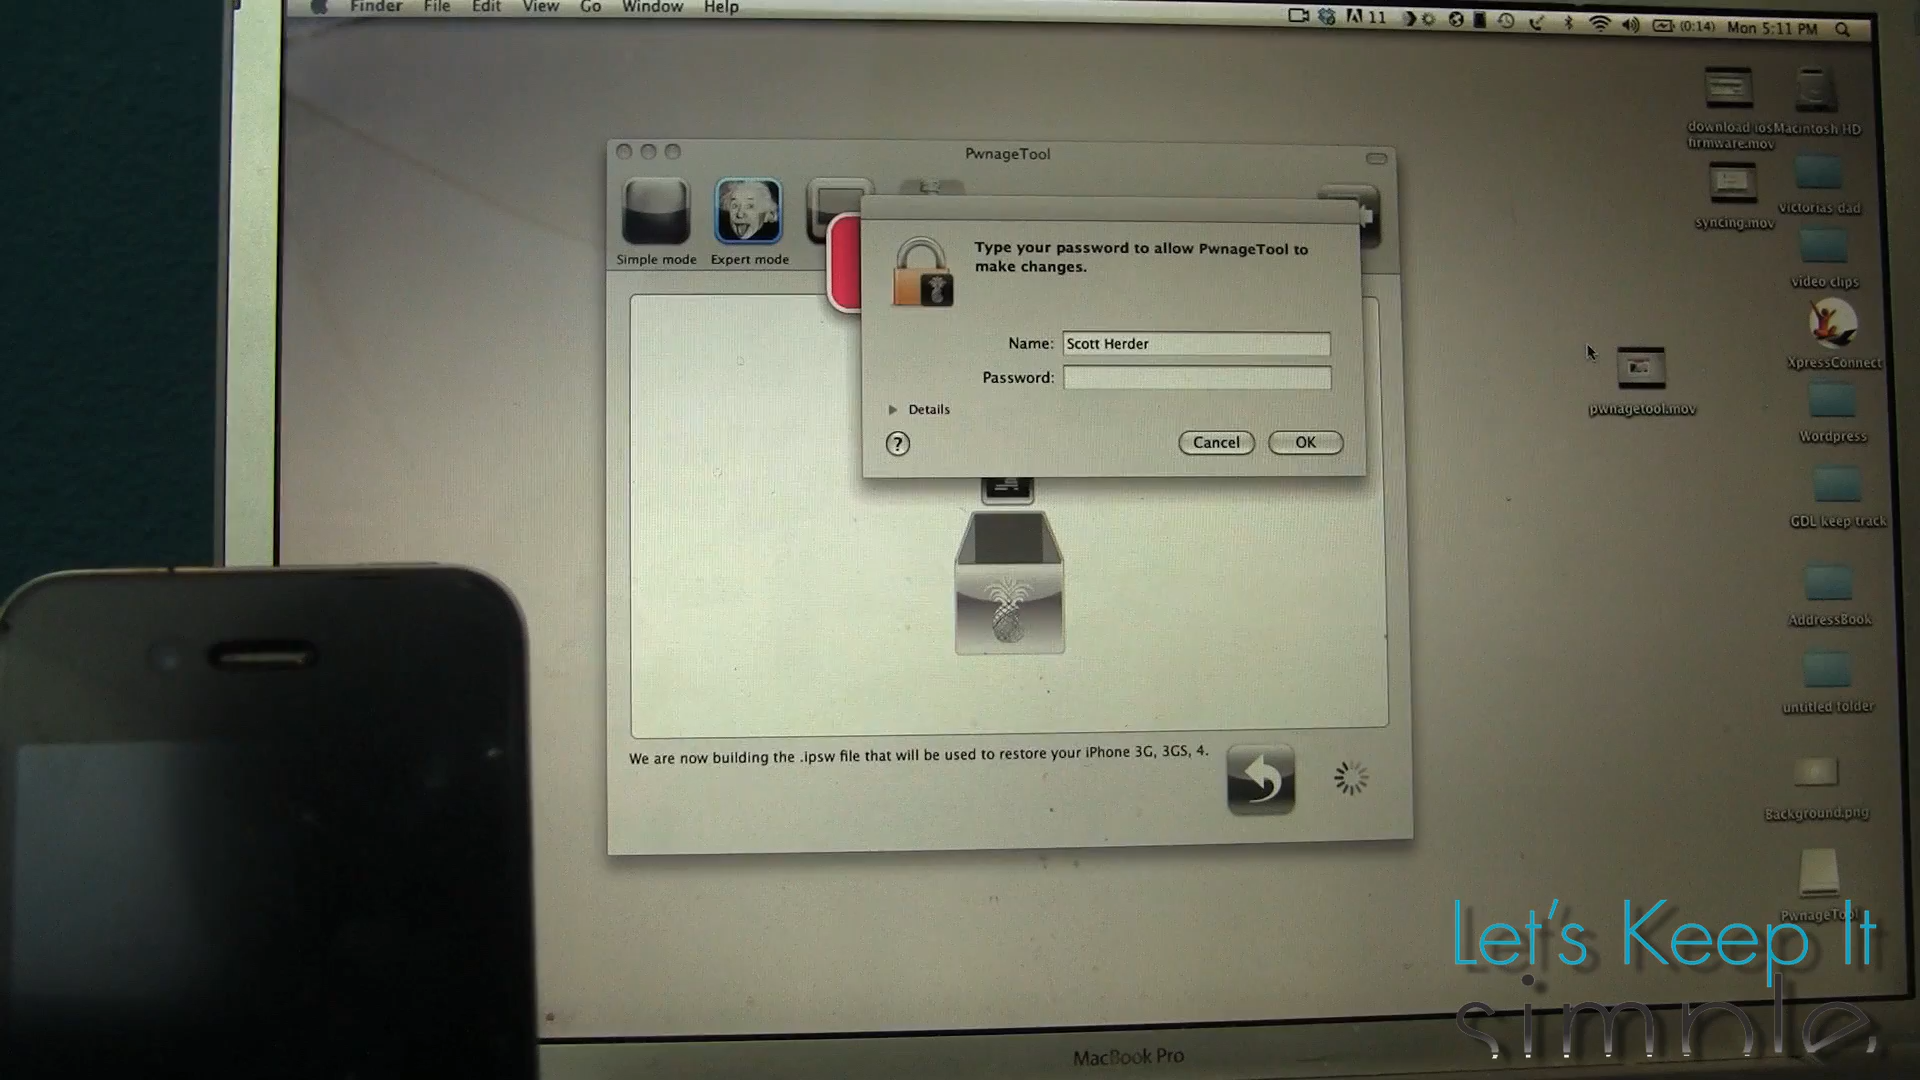 Finder File Edit View Go Window Help
11 (0:14) Mon 5:11 PM
PwnageTool
Simple mode Expert mode
Type your password to allow PwnageTool to
make changes.
Name: Scott Herder
Password:
Details
?
Cancel OK
We are now building the .ipsw file that will be used to restore your iPhone 3G, 3GS, 4.
download ios
firmware.mov
Macintosh HD
syncing.mov
victorias dad
video clips
XpressConnect
pwnagetool.mov
Wordpress
GDL keep track
AddressBook
untitled folder
Background.png
PwnageTool
Let's Keep It
simple.
MacBook Pro